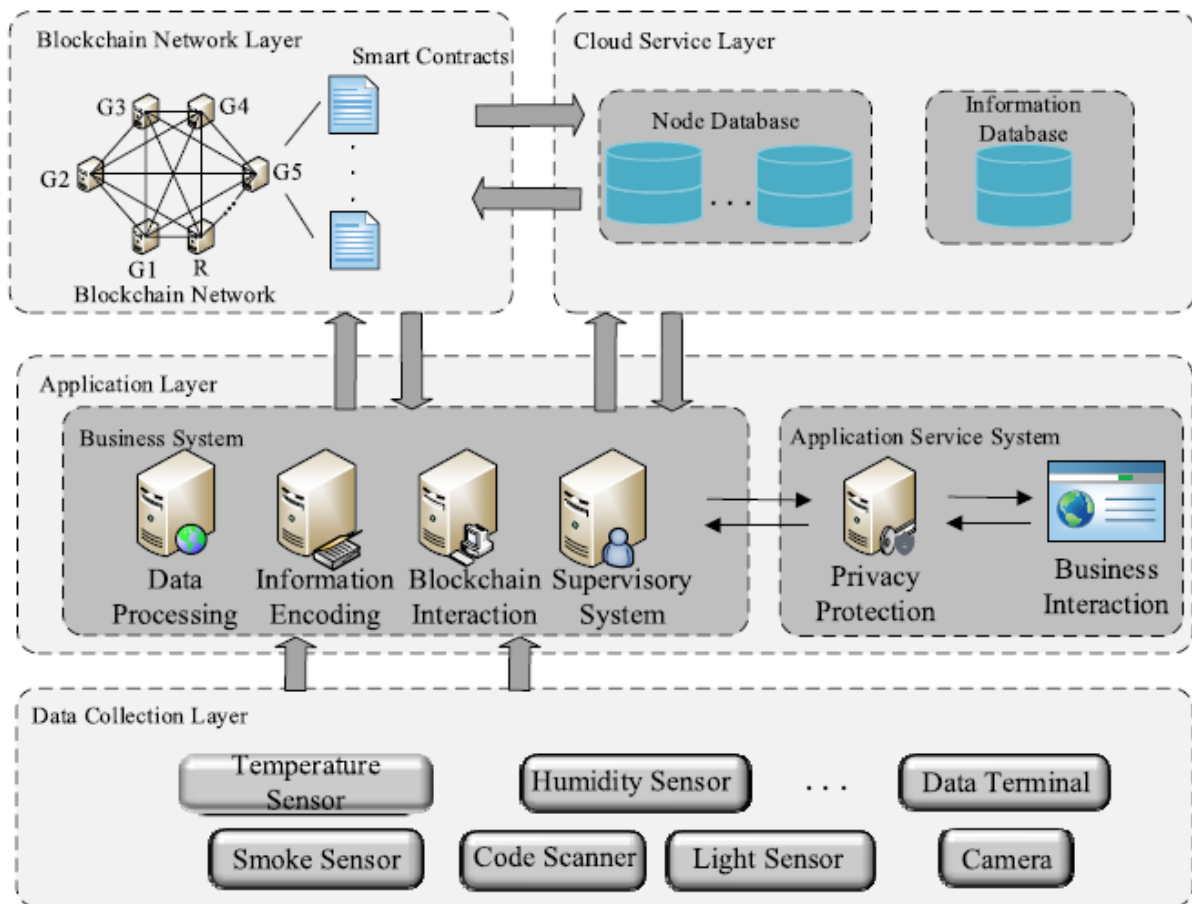 Blockchain Network Layer
Smart Contracts
G3
G4
G2
G5
G1
R
Blockchain Network
Cloud Service Layer
Node Database
. . .
Information
Database
Application Layer
Business System
Data
Processing
Information
Encoding
Blockchain
Interaction
Supervisory
System
Application Service System
Privacy
Protection
Business
Interaction
Data Collection Layer
Temperature
Sensor
Humidity Sensor
. . .
Data Terminal
Smoke Sensor
Code Scanner
Light Sensor
Camera